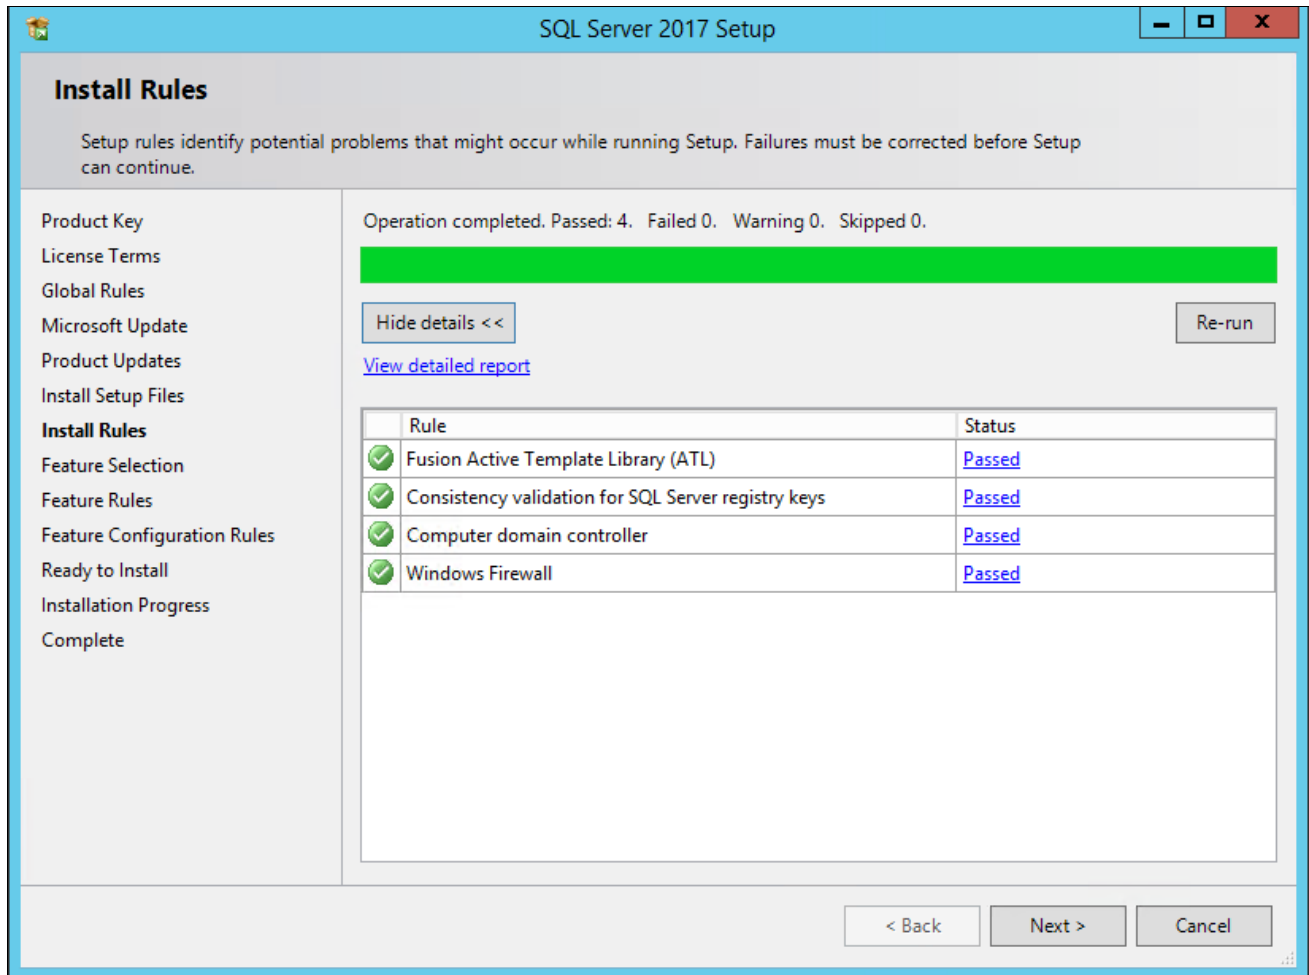 SQL Server 2017 Setup
Install Rules
Setup rules identify potential problems that might occur while running Setup. Failures must be corrected before Setup
can continue.
Product Key
License Terms
Global Rules
Microsoft Update
Product Updates
Install Setup Files
Install Rules
Feature Selection
Feature Rules
Feature Configuration Rules
Ready to Install
Installation Progress
Complete
Operation completed. Passed: 4.   Failed 0.   Warning 0.   Skipped 0.
Hide details <<
Re-run
View detailed report
Rule Status
Fusion Active Template Library (ATL) Passed
Consistency validation for SQL Server registry keys Passed
Computer domain controller Passed
Windows Firewall Passed
< Back Next > Cancel